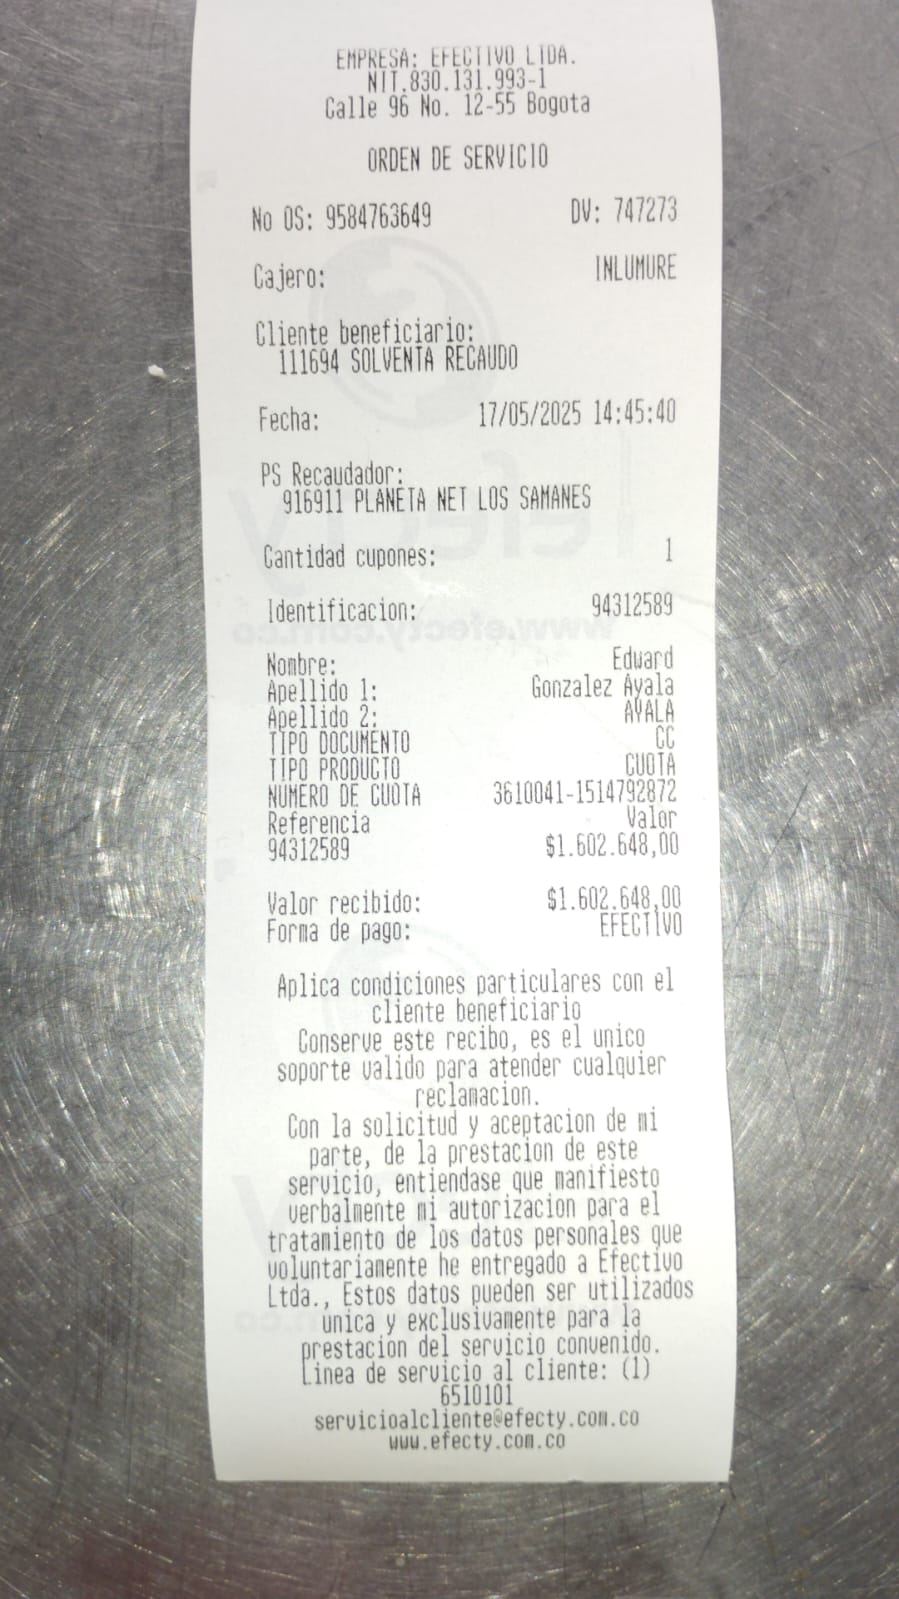 EMPRESA: EFECTIVO LTDA.
NIT.830.131.993-1
Calle 96 No. 12-55 Bogota
ORDEN DE SERVICIO
No OS: 9584763649 DV: 747273
Cajero: INLUMURE
Cliente beneficiario:
111694 SOLVENTA RECAUDO
Fecha: 17/05/2025 14:45:40
PS Recaudador:
916911 PLANETA NET LOS SAMANES
Cantidad cupones: 1
Identificacion: 94312589
Nombre: Eduard
Apellido 1: Gonzalez Ayala
Apellido 2: AYALA
TIPO DOCUMENTO CC
TIPO PRODUCTO CUOTA
NUMERO DE CUOTA 3610041-1514792872
Referencia Valor
94312589 $1.602.648,00
Valor recibido: $1.602.648,00
Forma de pago: EFECTIVO
Aplica condiciones particulares con el
cliente beneficiario
Conserve este recibo, es el unico
soporte valido para atender cualquier
reclamacion.
Con la solicitud y aceptacion de mi
parte, de la prestacion de este
servicio, entiendase que manifiesto
verbalmente mi autorizacion para el
tratamiento de los datos personales que
voluntariamente he entregado a Efectivo
Ltda., Estos datos pueden ser utilizados
unica y exclusivamente para la
prestacion del servicio convenido.
Linea de servicio al cliente: (1)
6510101
servicioalcliente@efecty.com.co
www.efecty.com.co
efecty
www.efecty.com.co